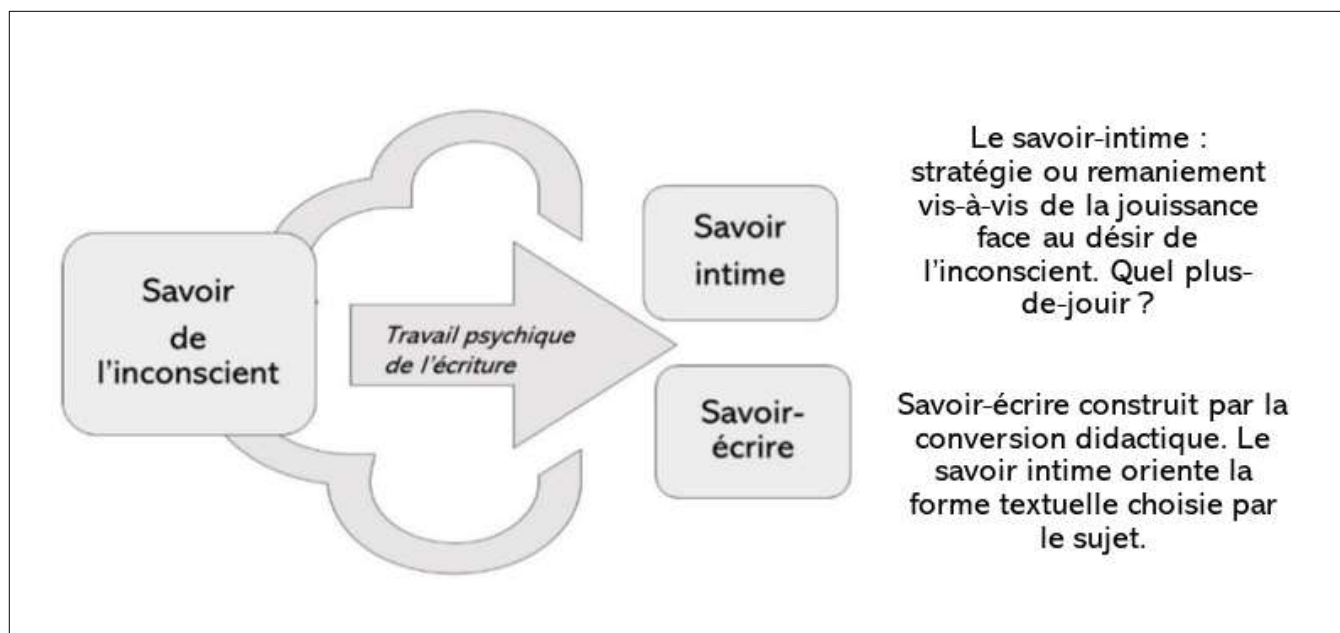 Savoir
de
l'inconscient
Travail psychique
de l'écriture
Savoir
intime
Savoir-
écrire
Le savoir-intime :
stratégie ou remaniement
vis-à-vis de la jouissance
face au désir de
l'inconscient. Quel plus-
de-jouir ?
Savoir-écrire construit par la
conversion didactique. Le
savoir intime oriente la
forme textuelle choisie par
le sujet.